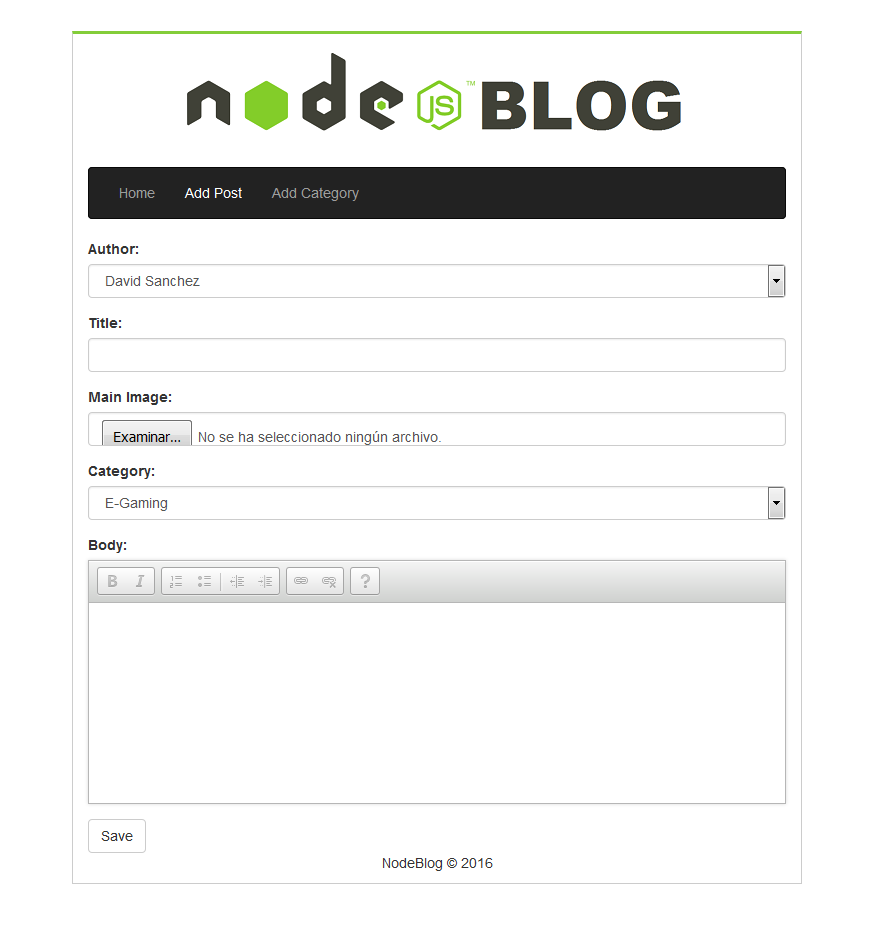 node JS™ BLOG
Home Add Post Add Category
Author:
David Sanchez
Title:
Main Image:
Examinar... No se ha seleccionado ningún archivo.
Category:
E-Gaming
Body:
B I ?
Save
NodeBlog © 2016